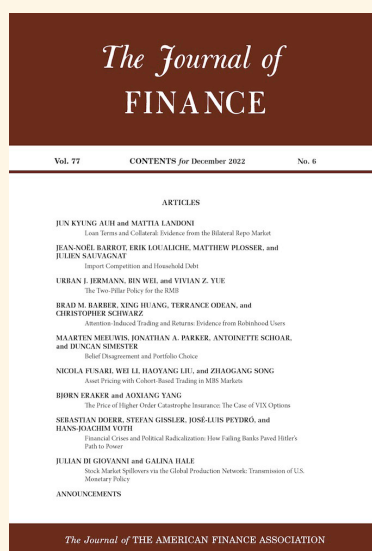 The Journal of
FINANCE
Vol. 77 CONTENTS for December 2022 No. 6
ARTICLES
JUN KYUNG AUH and MATTIA LANDONI
Loan Terms and Collateral: Evidence from the Bilateral Repo Market
JEAN-NOËL BARROT, ERIK LOUALICHE, MATTHEW PLOSSER, and
JULIEN SAUVAGNAT
Import Competition and Household Debt
URBAN J. JERMANN, BIN WEI, and VIVIAN Z. YUE
The Two-Pillar Policy for the RMB
BRAD M. BARBER, XING HUANG, TERRANCE ODEAN, and
CHRISTOPHER SCHWARZ
Attention-Induced Trading and Returns: Evidence from Robinhood Users
MAARTEN MEEUWIS, JONATHAN A. PARKER, ANTOINETTE SCHOAR,
and DUNCAN SIMESTER
Belief Disagreement and Portfolio Choice
NICOLA FUSARI, WEI LI, HAOYANG LIU, and ZHAOGANG SONG
Asset Pricing with Cohort-Based Trading in MBS Markets
BJØRN ERAKER and AOXIANG YANG
The Price of Higher Order Catastrophe Insurance: The Case of VIX Options
SEBASTIAN DOERR, STEFAN GISSLER, JOSÉ-LUIS PEYDRÓ, and
HANS-JOACHIM VOTH
Financial Crises and Political Radicalization: How Failing Banks Paved Hitler's
Path to Power
JULIAN DI GIOVANNI and GALINA HALE
Stock Market Spillovers via the Global Production Network: Transmission of U.S.
Monetary Policy
ANNOUNCEMENTS
The Journal of THE AMERICAN FINANCE ASSOCIATION